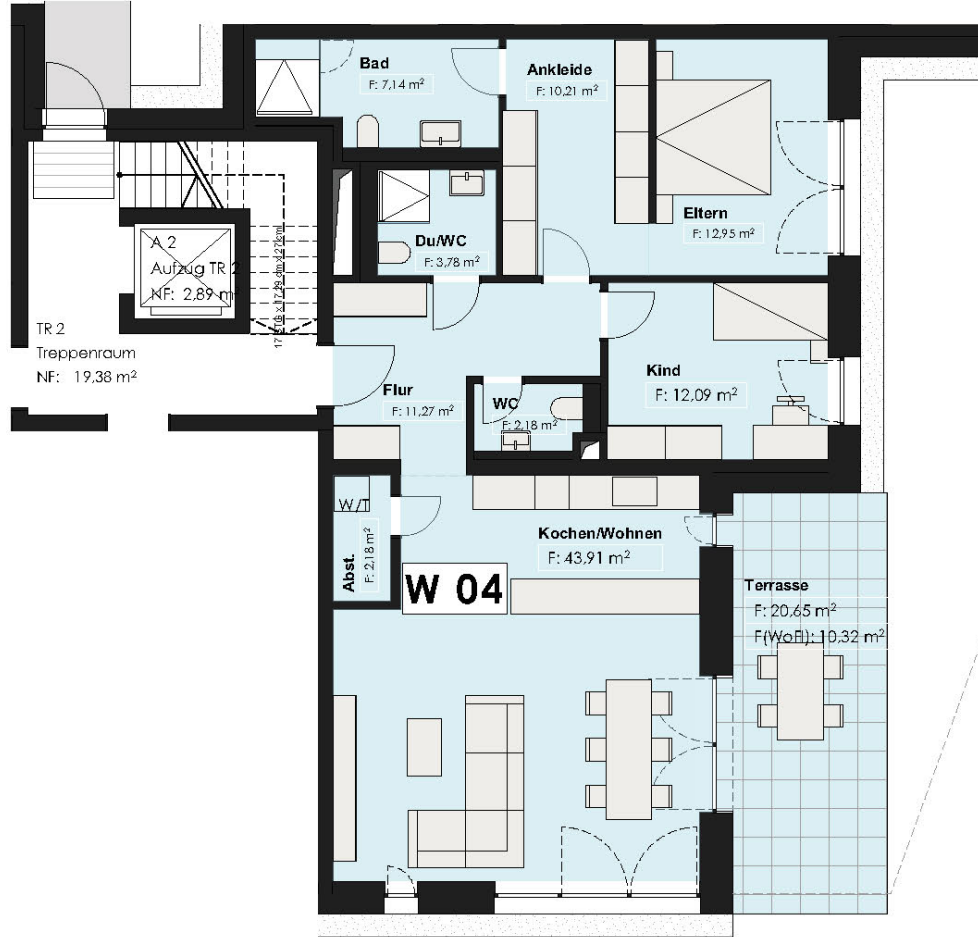 Bad
F: 7,14 m²
Ankleide
F: 10,21 m²
Eltern
F: 12,95 m²
Du/WC
F: 3,78 m²
A 2
Aufzug TR 2
NF: 2,89 m²
TR 2
Treppenraum
NF: 19,38 m²
Flur
F: 11,27 m²
WC
F: 2,18 m²
Kind
F: 12,09 m²
W/T
Abst.
F: 2,18 m²
Kochen/Wohnen
F: 43,91 m²
W 04
Terrasse
F: 20,65 m²
F(WoFl): 10,32 m²